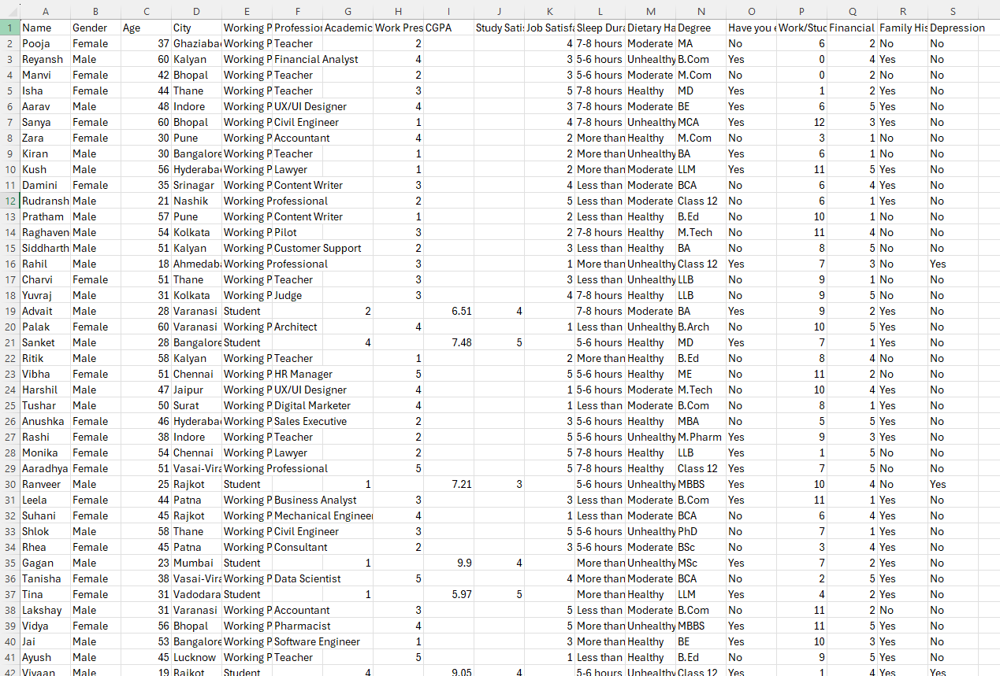 A B C D E F G H I J K L M N O P Q R S
1 Name Gender Age City Working P Profession Academic Work Pres CGPA Study Satis Job Satisfa Sleep Dura Dietary Ha Degree Have you e Work/Stud Financial Family His Depression
2 Pooja Female 37 Ghaziabad Working P Teacher 2 4 7-8 hours Moderate MA No 6 2 No No
3 Reyansh Male 60 Kalyan Working P Financial Analyst 4 3 5-6 hours Unhealthy B.Com Yes 0 4 Yes No
4 Manvi Female 42 Bhopal Working P Teacher 2 3 5-6 hours Moderate M.Com No 0 2 No No
5 Isha Female 44 Thane Working P Teacher 3 5 7-8 hours Healthy MD Yes 1 2 Yes No
6 Aarav Male 48 Indore Working P UX/UI Designer 4 3 7-8 hours Moderate BE Yes 6 5 Yes No
7 Sanya Female 60 Bhopal Working P Civil Engineer 1 4 7-8 hours Unhealthy MCA Yes 12 3 Yes No
8 Zara Female 30 Pune Working P Accountant 4 2 More than Healthy M.Com No 3 1 No No
9 Kiran Male 30 Bangalore Working P Teacher 1 2 More than Unhealthy BA Yes 6 1 No No
10 Kush Male 56 Hyderabad Working P Lawyer 1 2 More than Moderate LLM Yes 11 5 Yes No
11 Damini Female 35 Srinagar Working P Content Writer 3 4 Less than Moderate BCA No 6 4 Yes No
12 Rudransh Male 21 Nashik Working Professional 2 5 Less than Moderate Class 12 No 6 1 Yes No
13 Pratham Male 57 Pune Working P Content Writer 1 2 Less than Healthy B.Ed No 10 1 No No
14 Raghaven Male 54 Kolkata Working P Pilot 3 2 7-8 hours Healthy M.Tech No 11 4 No No
15 Siddharth Male 51 Kalyan Working P Customer Support 2 3 Less than Healthy BA No 8 5 No No
16 Rahil Male 18 Ahmedaba Working Professional 3 1 More than Unhealthy Class 12 Yes 7 3 No Yes
17 Charvi Female 51 Thane Working P Teacher 3 3 Less than Unhealthy LLB No 9 1 No No
18 Yuvraj Male 31 Kolkata Working P Judge 3 4 7-8 hours Healthy LLB No 9 5 No No
19 Advait Male 28 Varanasi Student 2 6.51 4 7-8 hours Moderate BA Yes 9 2 Yes No
20 Palak Female 60 Varanasi Working P Architect 4 1 Less than Unhealthy B.Arch No 10 5 Yes No
21 Sanket Male 28 Bangalore Student 4 7.48 5 5-6 hours Healthy MD Yes 7 1 Yes No
22 Ritik Male 58 Kalyan Working P Teacher 1 2 More than Healthy B.Ed No 8 4 No No
23 Vibha Female 51 Chennai Working P HR Manager 5 5 5-6 hours Healthy ME No 11 2 No No
24 Harshil Male 47 Jaipur Working P UX/UI Designer 4 1 5-6 hours Moderate M.Tech No 10 4 Yes No
25 Tushar Male 50 Surat Working P Digital Marketer 4 1 Less than Moderate B.Com No 8 1 Yes No
26 Anushka Female 46 Hyderabad Working P Sales Executive 2 3 5-6 hours Healthy MBA No 5 5 Yes No
27 Rashi Female 38 Indore Working P Teacher 2 5 5-6 hours Unhealthy M.Pharm Yes 9 3 Yes No
28 Monika Female 54 Chennai Working P Lawyer 2 5 7-8 hours Healthy LLB Yes 1 5 No No
29 Aaradhya Female 51 Vasai-Vira Working Professional 5 5 7-8 hours Healthy Class 12 Yes 7 5 No No
30 Ranveer Male 25 Rajkot Student 1 7.21 3 5-6 hours Unhealthy MBBS Yes 10 4 No Yes
31 Leela Female 44 Patna Working P Business Analyst 3 3 Less than Moderate B.Com Yes 11 1 Yes No
32 Suhani Female 45 Rajkot Working P Mechanical Engineer 4 1 Less than Moderate BCA No 6 4 Yes No
33 Shlok Male 58 Thane Working P Civil Engineer 3 5 5-6 hours Unhealthy PhD No 7 1 Yes No
34 Rhea Female 45 Patna Working P Consultant 2 3 5-6 hours Moderate BSc No 3 4 Yes No
35 Gagan Male 23 Mumbai Student 1 9.9 4 More than Unhealthy MSc Yes 7 2 Yes No
36 Tanisha Female 38 Vasai-Vira Working P Data Scientist 5 4 More than Moderate BCA No 2 5 Yes No
37 Tina Female 31 Vadodara Student 1 5.97 5 More than Healthy LLM Yes 4 2 Yes No
38 Lakshay Male 31 Varanasi Working P Accountant 3 5 Less than Moderate B.Com No 11 2 No No
39 Vidya Female 56 Bhopal Working P Pharmacist 4 5 More than Unhealthy MBBS Yes 11 5 Yes No
40 Jai Male 53 Bangalore Working P Software Engineer 1 3 More than Healthy BE Yes 10 3 Yes No
41 Ayush Male 45 Lucknow Working P Teacher 5 1 Less than Healthy B.Ed No 9 5 Yes No
42 Vivaan Male 19 Rajkot Student 4 9.05 4 5-6 hours Unhealthy Class 12 Yes 1 4 Yes Yes